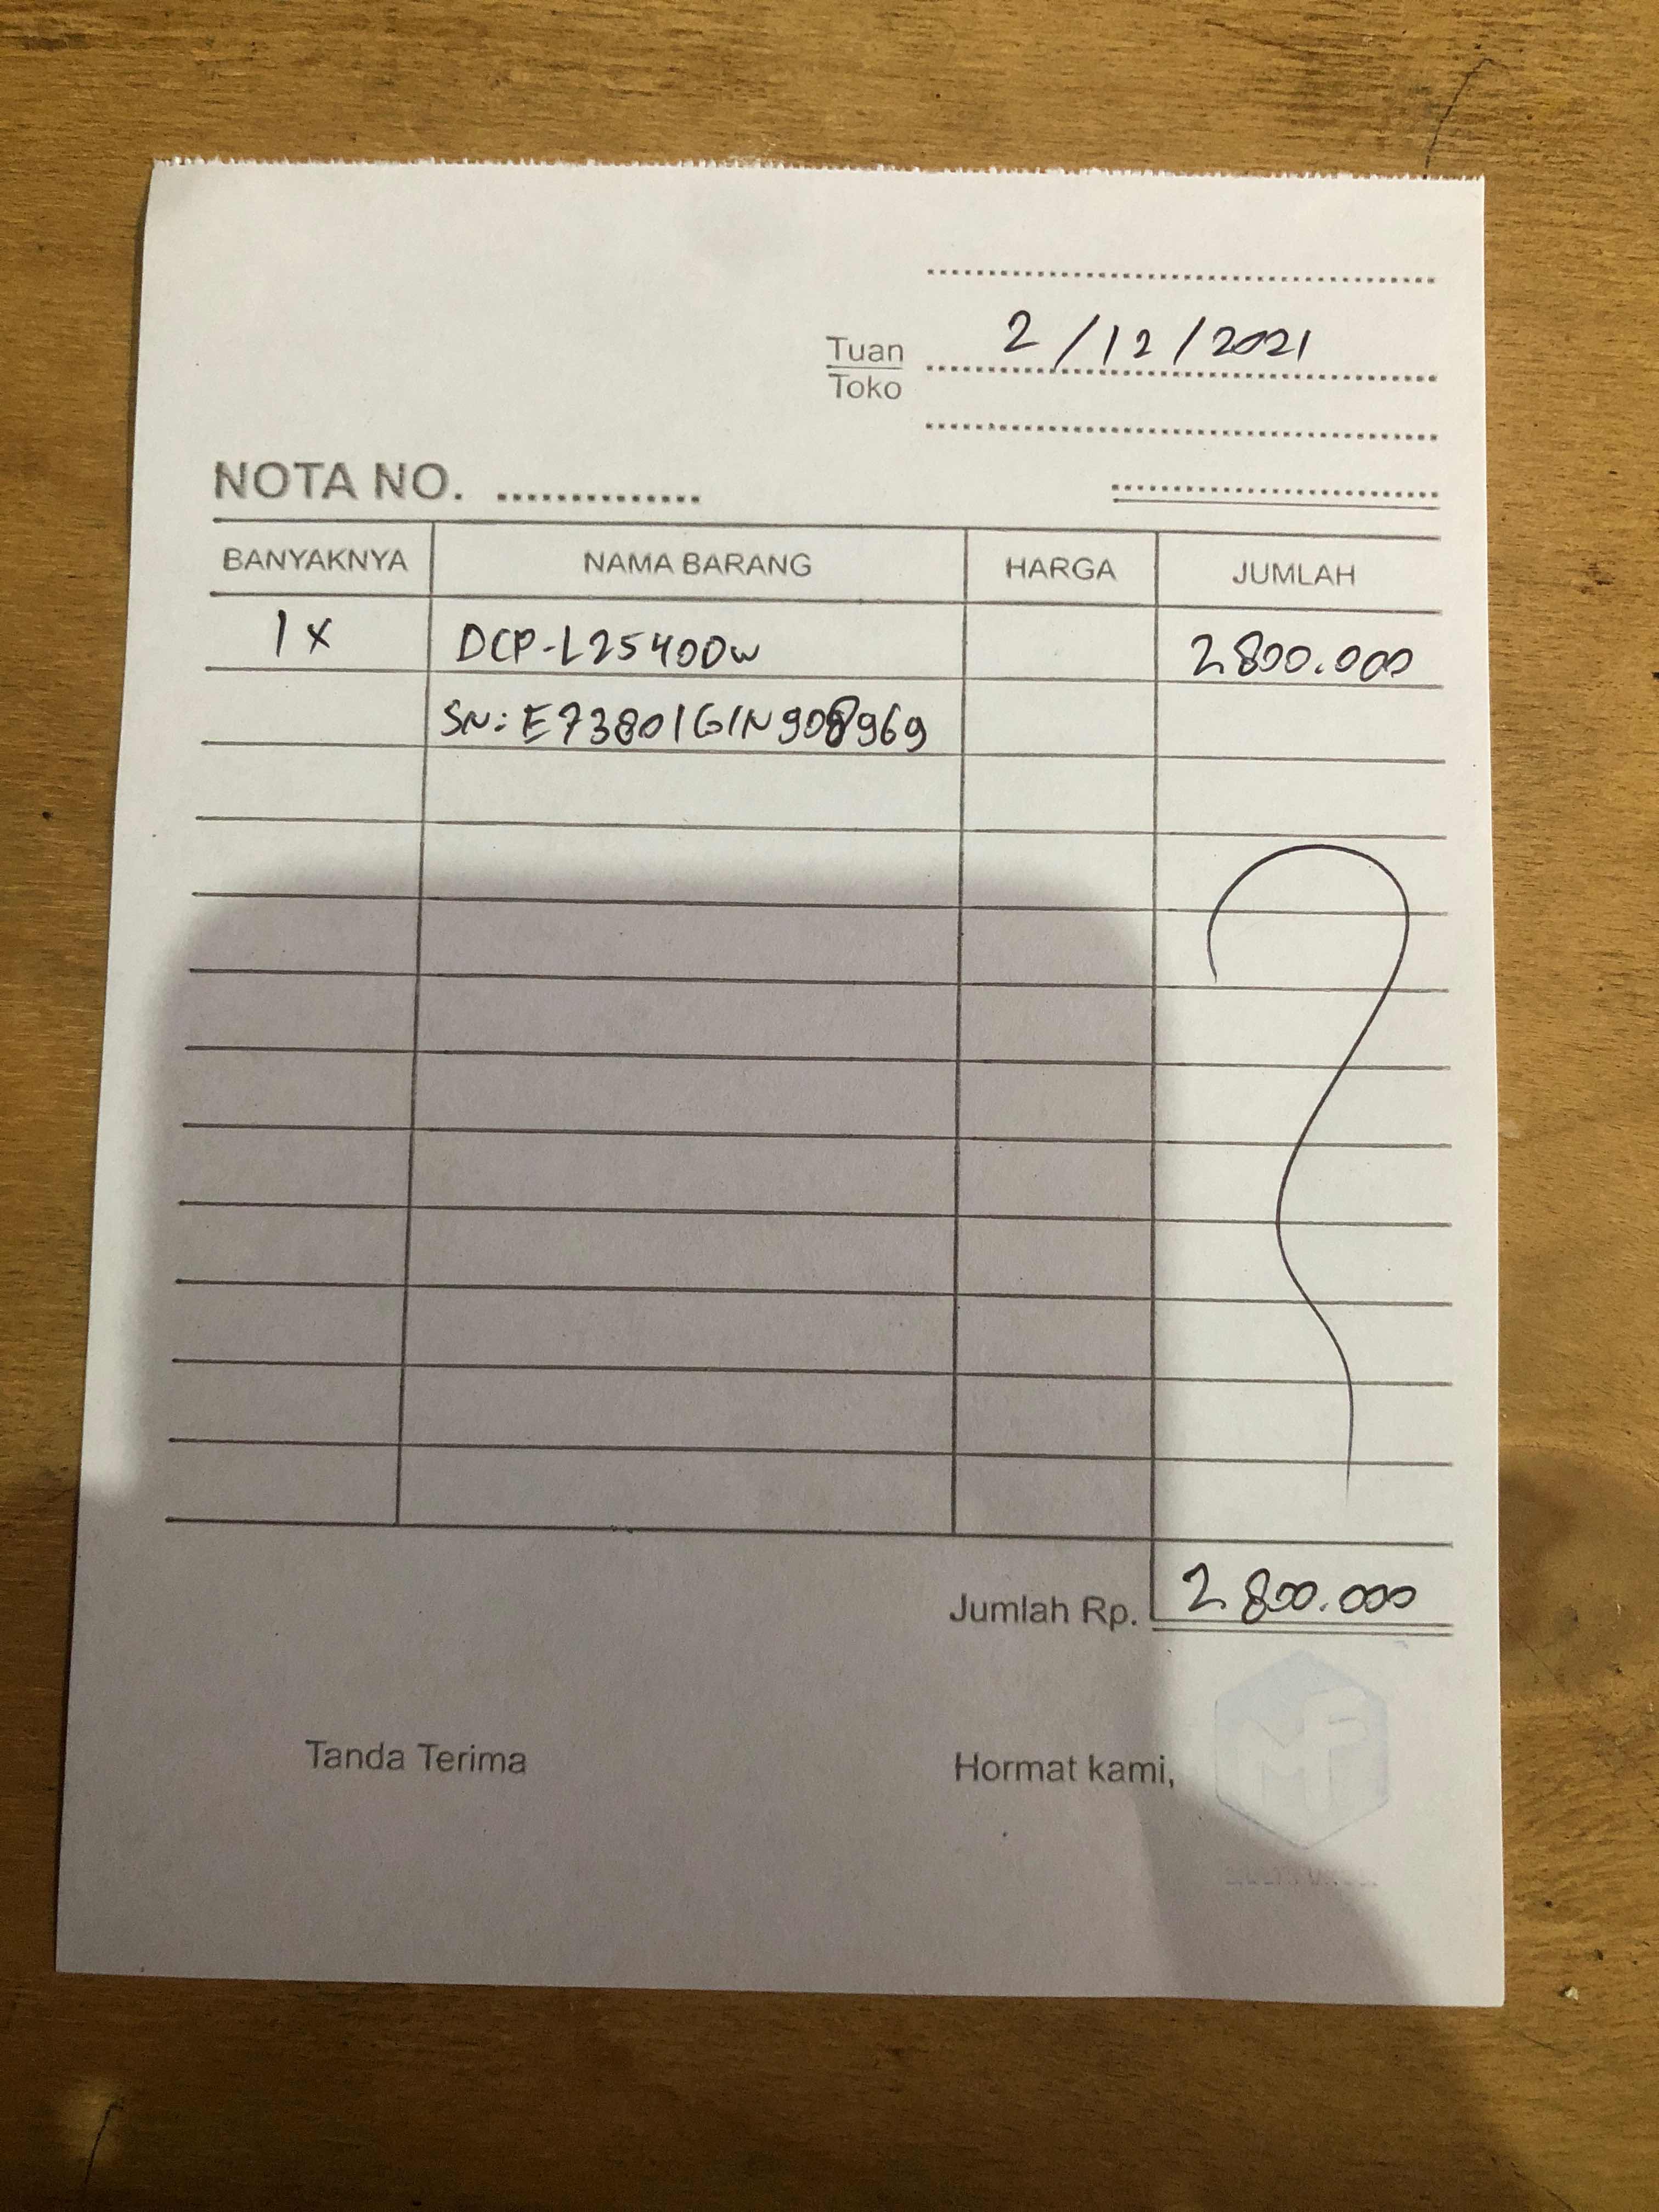 2/12/2021
Tuan
Toko
NOTA NO. ..............
BANYAKNYA NAMA BARANG HARGA JUMLAH
1x DCP-L2540Dw 2.800.000
SN: E73801G1N908969
Jumlah Rp. 2.800.000
Tanda Terima Hormat kami,
MF